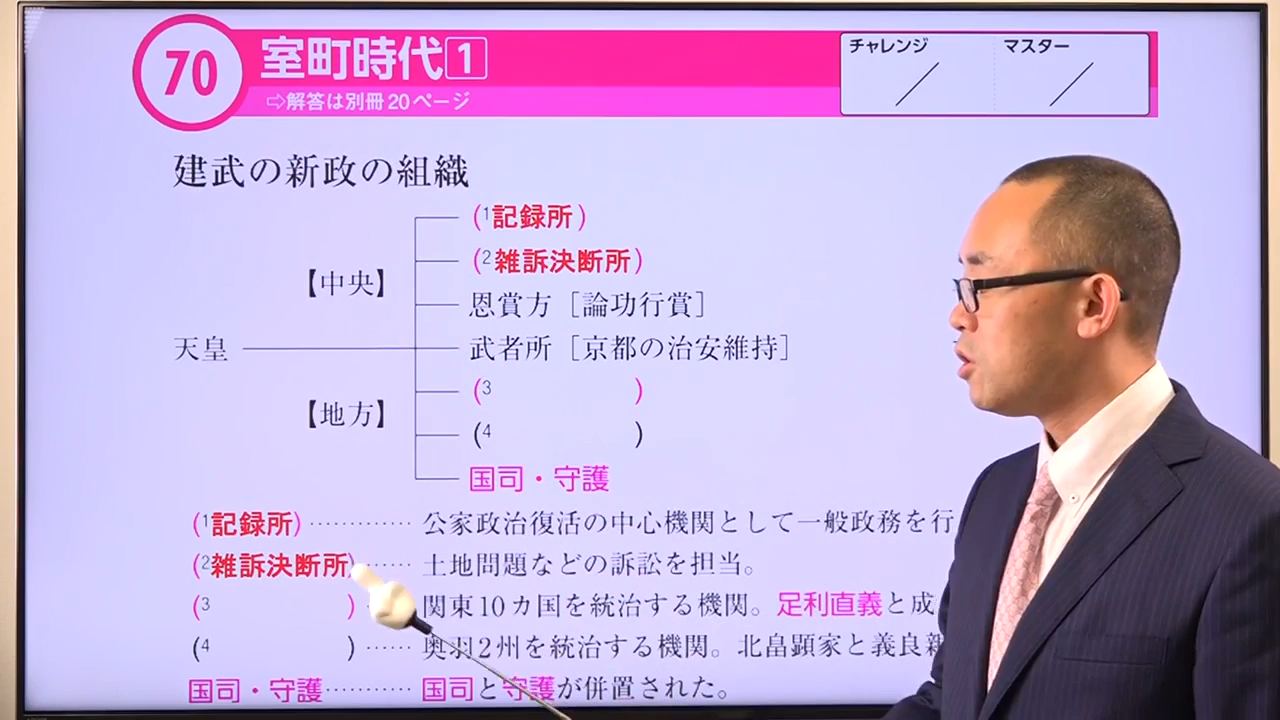 70 室町時代1
⇨解答は別冊20ページ
チャレンジ マスター
建武の新政の組織
(1記録所)
(2雑訴決断所)
【中央】
恩賞方[論功行賞]
天皇
武者所[京都の治安維持]
(3 )
【地方】
(4 )
国司・守護
(1記録所)…………公家政治復活の中心機関として一般政務を行
(2雑訴決断所)……土地問題などの訴訟を担当。
(3 )……関東10カ国を統治する機関。足利直義と成
(4 )……奥羽2州を統治する機関。北畠顕家と義良親
国司・守護…………国司と守護が併置された。